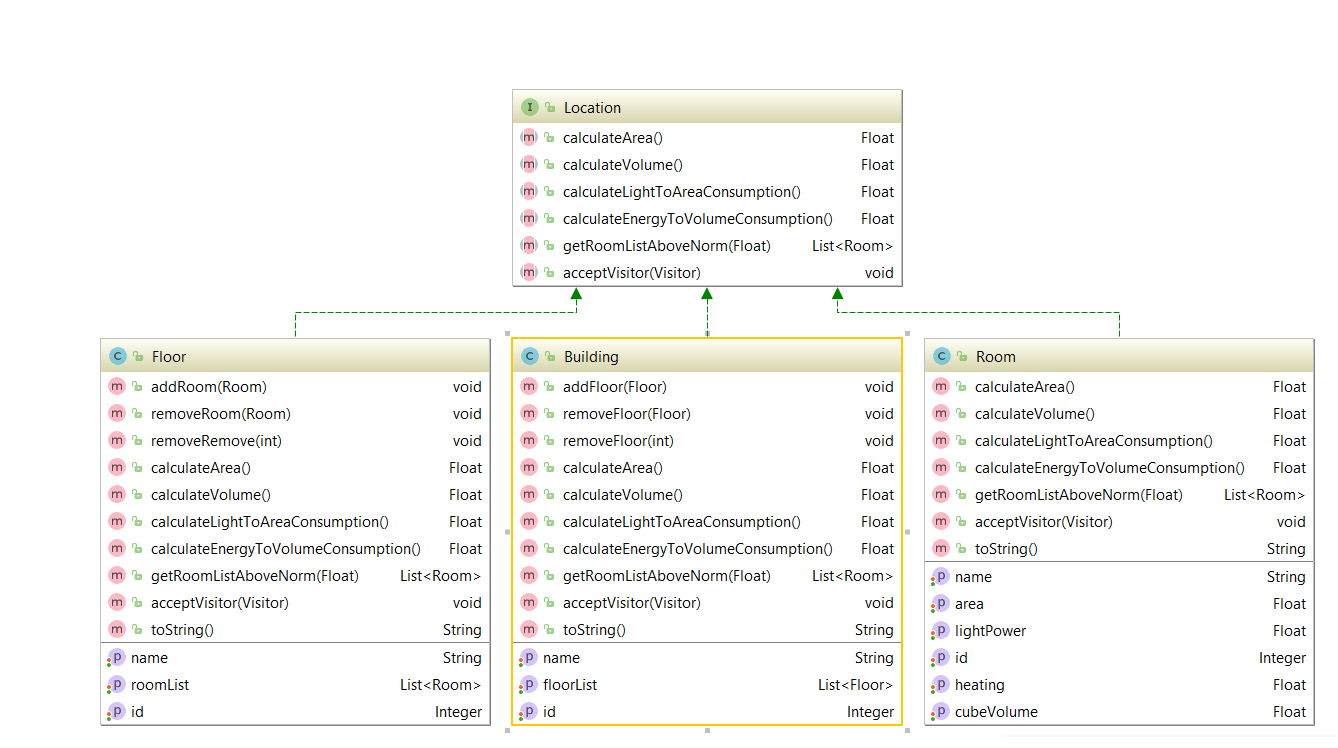 I Location
m calculateArea() Float
m calculateVolume() Float
m calculateLightToAreaConsumption() Float
m calculateEnergyToVolumeConsumption() Float
m getRoomListAboveNorm(Float) List<Room>
m acceptVisitor(Visitor) void
C Floor
m addRoom(Room) void
m removeRoom(Room) void
m removeRemove(int) void
m calculateArea() Float
m calculateVolume() Float
m calculateLightToAreaConsumption() Float
m calculateEnergyToVolumeConsumption() Float
m getRoomListAboveNorm(Float) List<Room>
m acceptVisitor(Visitor) void
m toString() String
p name String
p roomList List<Room>
p id Integer
C Building
m addFloor(Floor) void
m removeFloor(Floor) void
m removeFloor(int) void
m calculateArea() Float
m calculateVolume() Float
m calculateLightToAreaConsumption() Float
m calculateEnergyToVolumeConsumption() Float
m getRoomListAboveNorm(Float) List<Room>
m acceptVisitor(Visitor) void
m toString() String
p name String
p floorList List<Floor>
p id Integer
C Room
m calculateArea() Float
m calculateVolume() Float
m calculateLightToAreaConsumption() Float
m calculateEnergyToVolumeConsumption() Float
m getRoomListAboveNorm(Float) List<Room>
m acceptVisitor(Visitor) void
m toString() String
p name String
p area Float
p lightPower Float
p id Integer
p heating Float
p cubeVolume Float